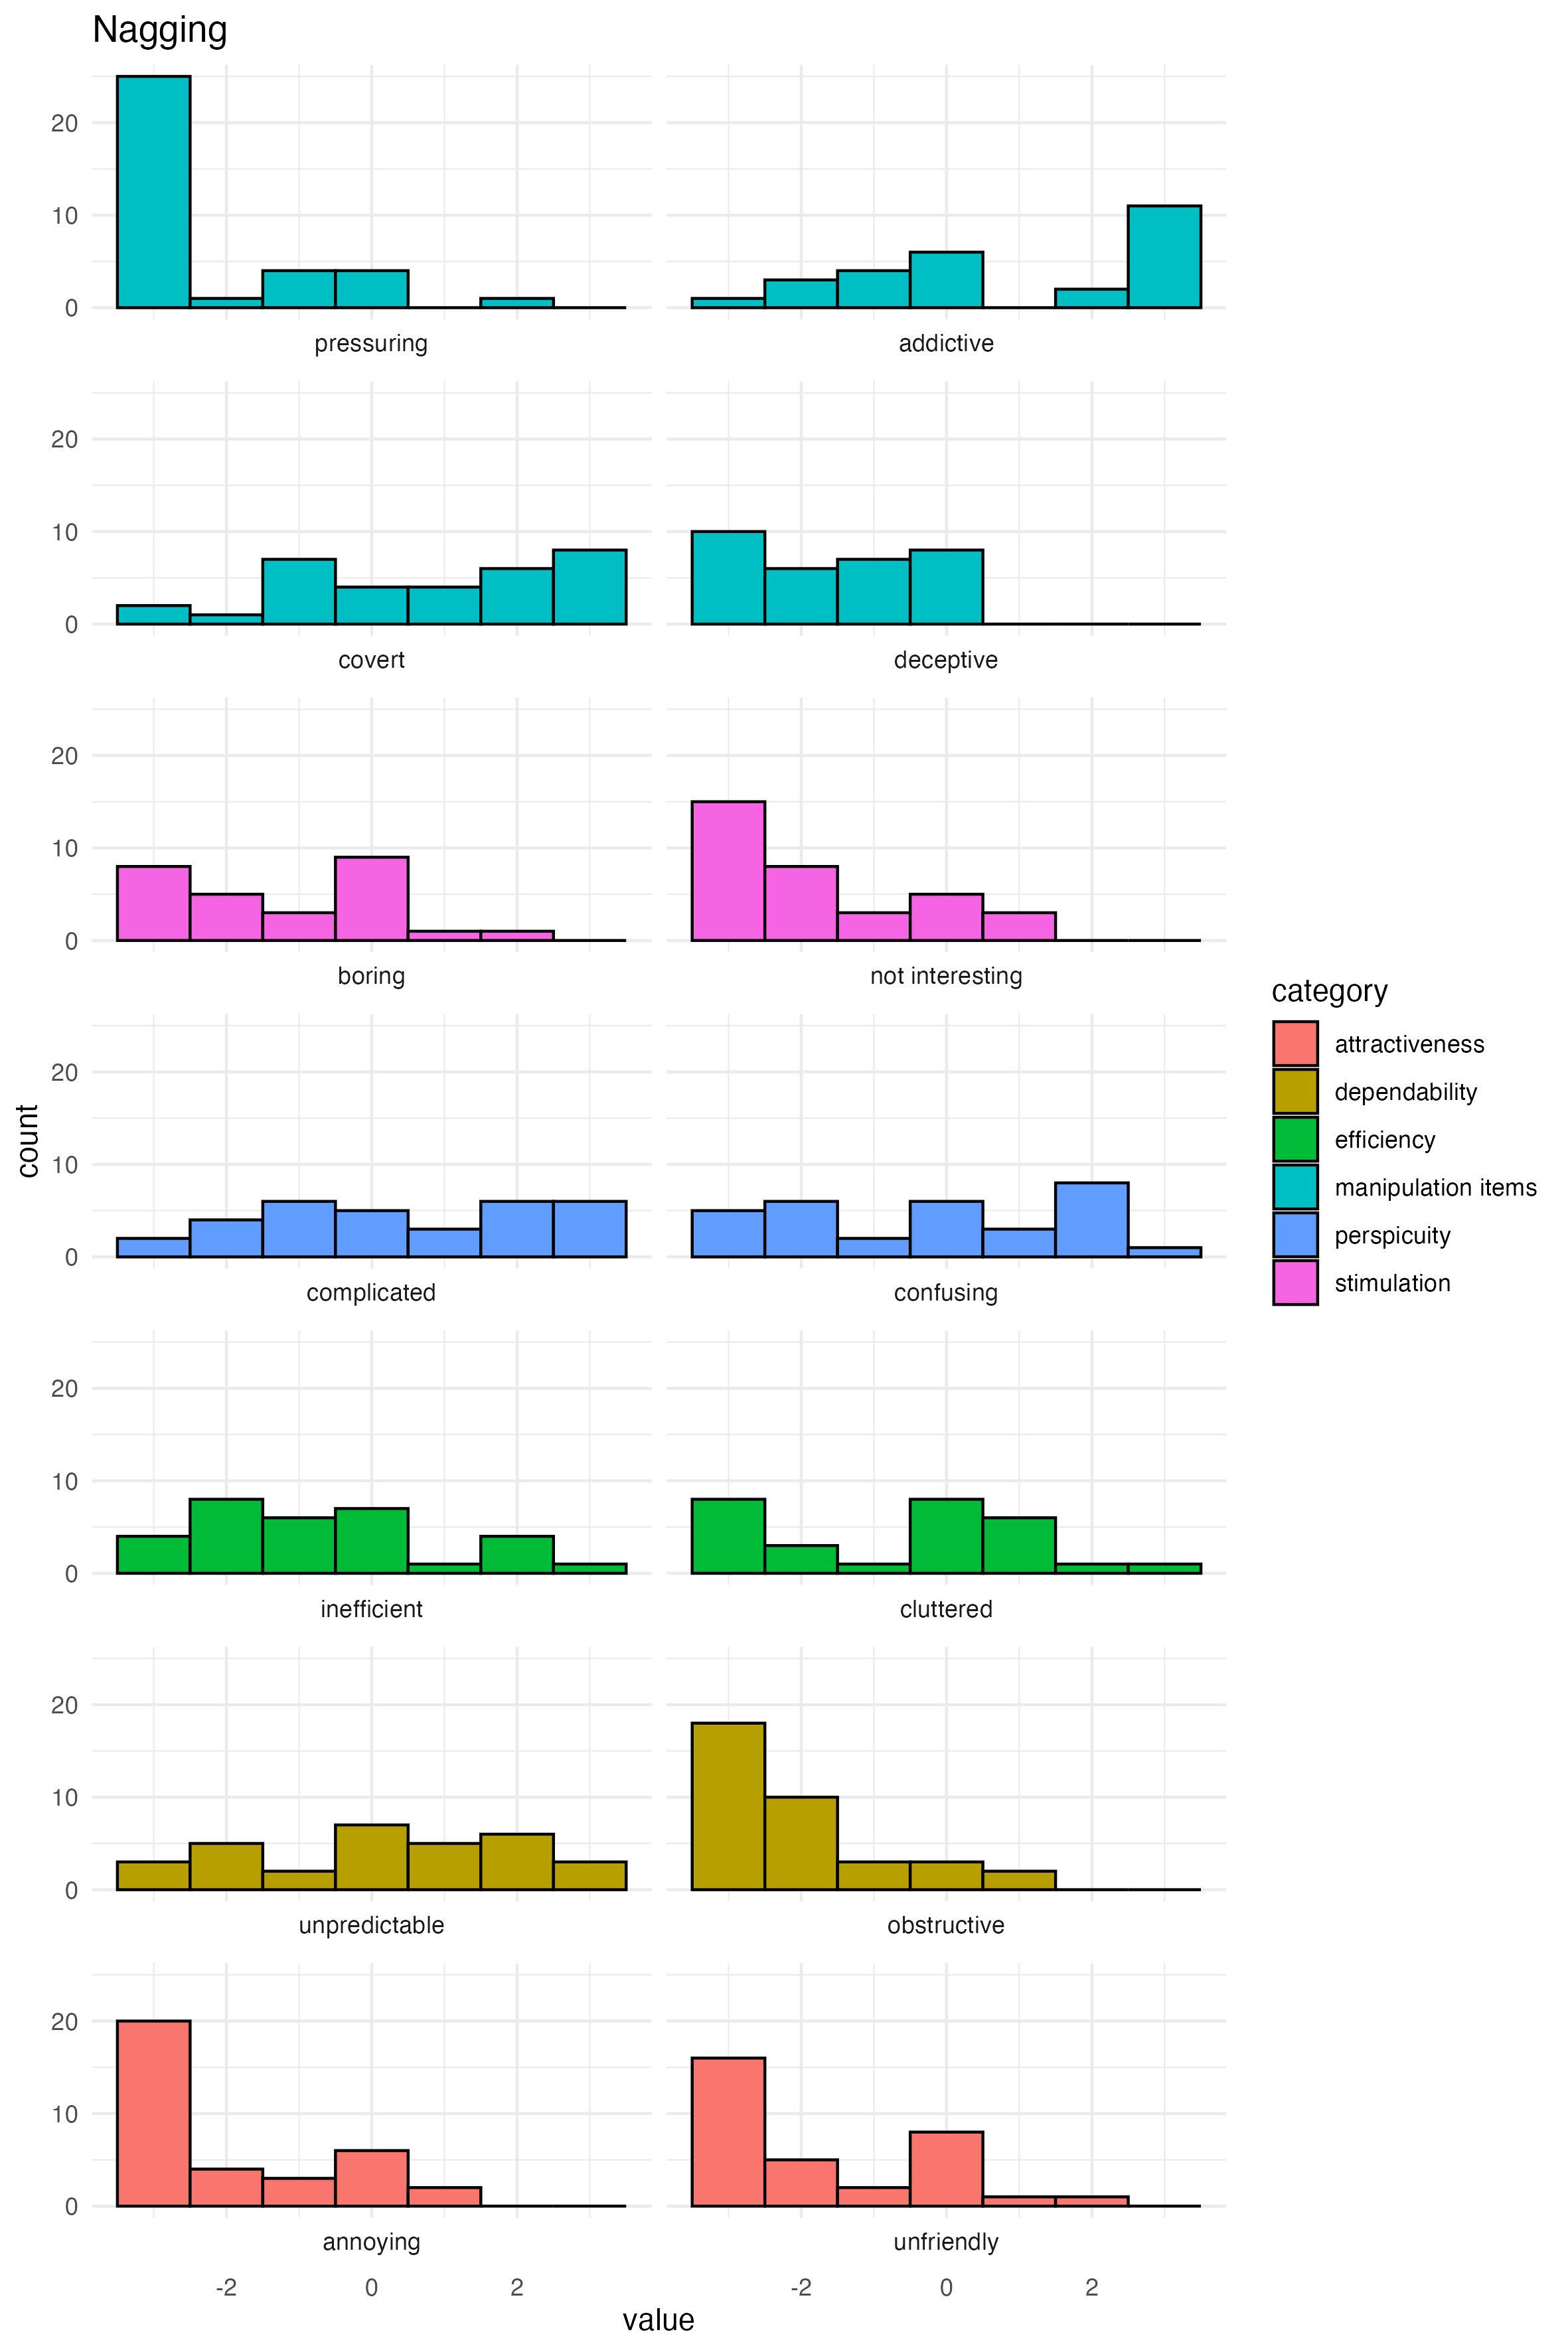 Nagging
20
10
0
pressuring
addictive
20
10
0
covert
deceptive
20
10
0
boring
not interesting
category
attractiveness
dependability
efficiency
manipulation items
perspicuity
stimulation
count
20
10
0
complicated
confusing
20
10
0
inefficient
cluttered
20
10
0
unpredictable
obstructive
20
10
0
annoying
unfriendly
-2 0 2
-2 0 2
value